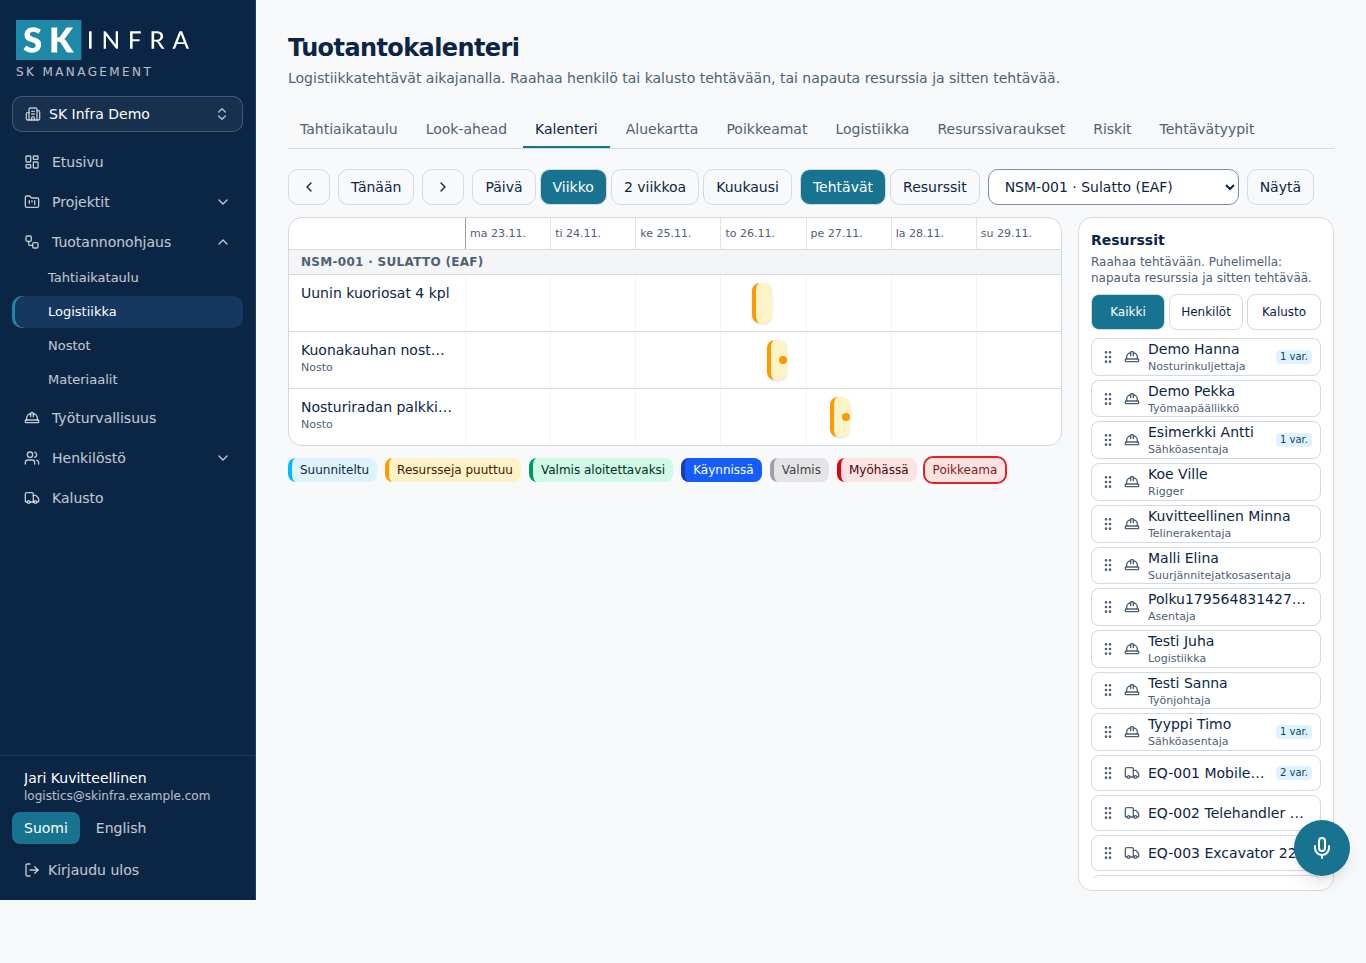 SK INFRA
SK MANAGEMENT
SK Infra Demo
Etusivu
Projektit
Tuotannonohjaus
Tahtiaikataulu
Logistiikka
Nostot
Materiaalit
Työturvallisuus
Henkilöstö
Kalusto
Jari Kuvitteellinen
logistics@skinfra.example.com
Suomi English
Kirjaudu ulos
Tuotantokalenteri
Logistiikkatehtävät aikajanalla. Raahaa henkilö tai kalusto tehtävään, tai napauta resurssia ja sitten tehtävää.
Tahtiaikataulu Look-ahead Kalenteri Aluekartta Poikkeamat Logistiikka Resurssivaraukset Riskit Tehtävätyypit
Tänään Päivä Viikko 2 viikkoa Kuukausi Tehtävät Resurssit NSM-001 · Sulatto (EAF) Näytä
ma 23.11. ti 24.11. ke 25.11. to 26.11. pe 27.11. la 28.11. su 29.11.
NSM-001 · SULATTO (EAF)
Uunin kuoriosat 4 kpl
Kuonakauhan nost…
Nosto
Nosturiradan palkki…
Nosto
Suunniteltu Resursseja puuttuu Valmis aloitettavaksi Käynnissä Valmis Myöhässä Poikkeama
Resurssit
Raahaa tehtävään. Puhelimella:
napauta resurssia ja sitten tehtävää.
Kaikki Henkilöt Kalusto
Demo Hanna 1 var.
Nosturinkuljettaja
Demo Pekka
Työmaapäällikkö
Esimerkki Antti 1 var.
Sähköasentaja
Koe Ville
Rigger
Kuvitteellinen Minna
Telinerakentaja
Malli Elina
Suurjännitejatkosasentaja
Polku179564831427…
Asentaja
Testi Juha
Logistiikka
Testi Sanna
Työnjohtaja
Tyyppi Timo 1 var.
Sähköasentaja
EQ-001 Mobile… 2 var.
EQ-002 Telehandler …
EQ-003 Excavator 22